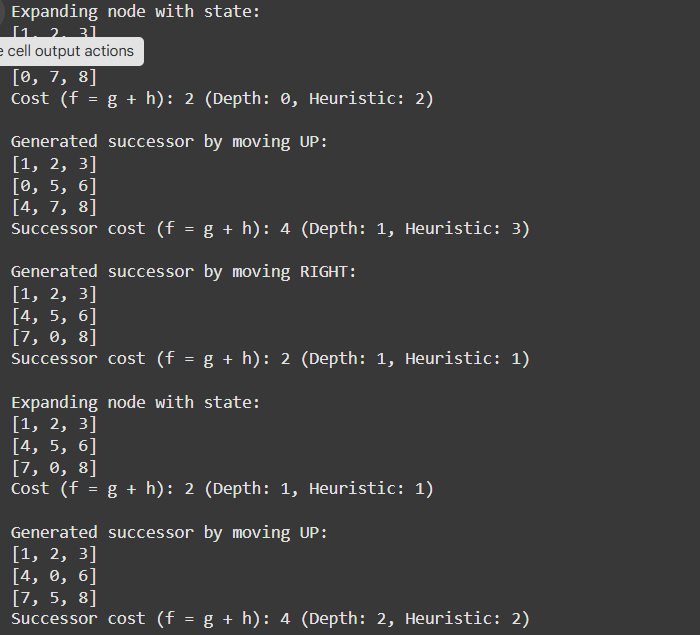 Expanding node with state:
[1, 2, 3]
e cell output actions
[0, 7, 8]
Cost (f = g + h): 2 (Depth: 0, Heuristic: 2)
Generated successor by moving UP:
[1, 2, 3]
[0, 5, 6]
[4, 7, 8]
Successor cost (f = g + h): 4 (Depth: 1, Heuristic: 3)
Generated successor by moving RIGHT:
[1, 2, 3]
[4, 5, 6]
[7, 0, 8]
Successor cost (f = g + h): 2 (Depth: 1, Heuristic: 1)
Expanding node with state:
[1, 2, 3]
[4, 5, 6]
[7, 0, 8]
Cost (f = g + h): 2 (Depth: 1, Heuristic: 1)
Generated successor by moving UP:
[1, 2, 3]
[4, 0, 6]
[7, 5, 8]
Successor cost (f = g + h): 4 (Depth: 2, Heuristic: 2)